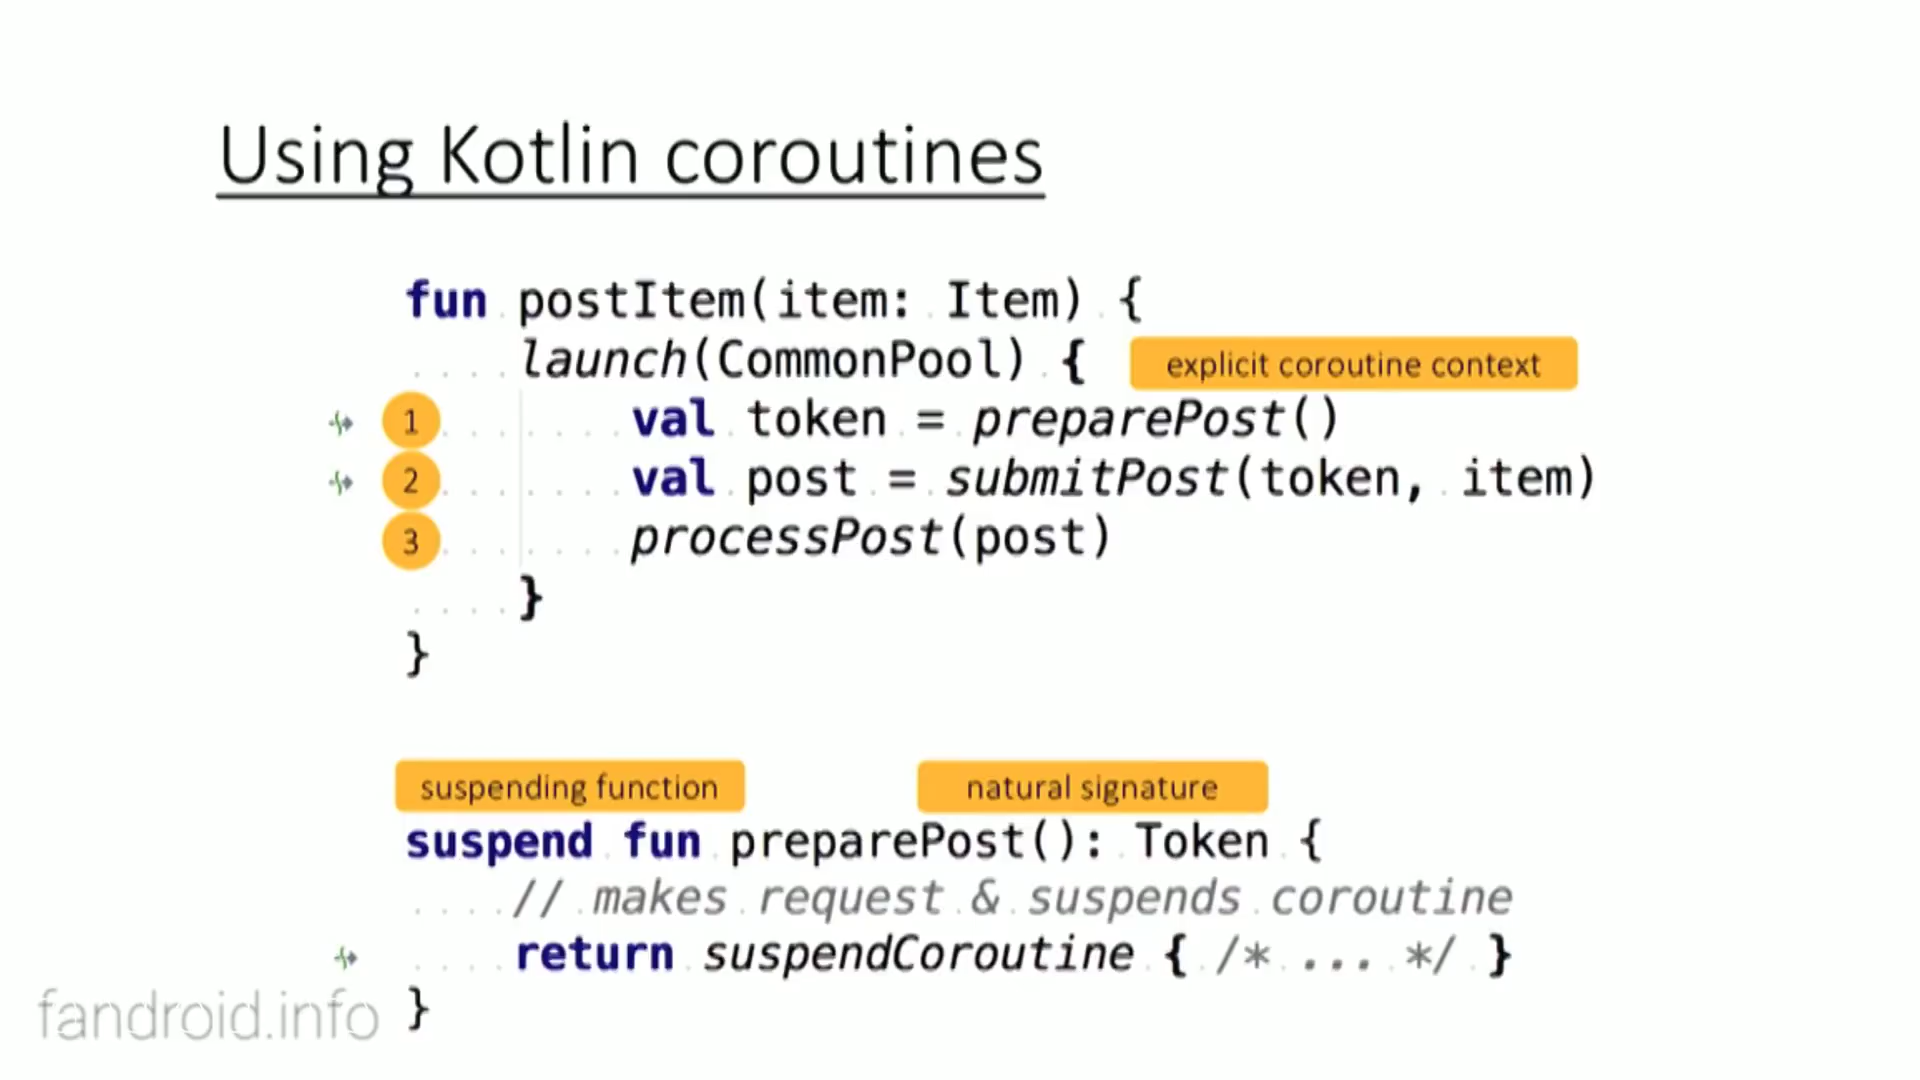 Using Kotlin coroutines
fun postItem(item: Item) {
launch(CommonPool) { explicit coroutine context
1 val token = preparePost()
2 val post = submitPost(token, item)
3 processPost(post)
}
}
suspending function natural signature
suspend fun preparePost(): Token {
// makes request & suspends coroutine
return suspendCoroutine { /* ... */ }
}
fandroid.info